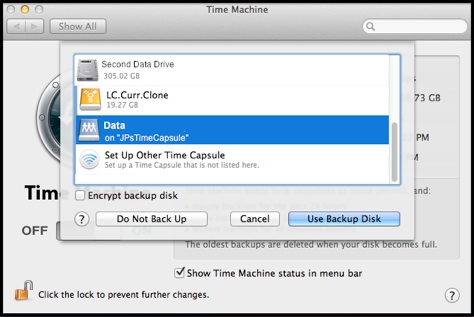 Time Machine
Show All
Second Data Drive
305.02 GB
LC.Curr.Clone
19.27 GB
Data
on "JPsTimeCapsule"
Set Up Other Time Capsule
Set up a Time Capsule that is not listed here.
73 GB
PM
PM
Encrypt backup disk
? Do Not Back Up Cancel Use Backup Disk
Time
OFF
The oldest backups are deleted when your disk becomes full.
Show Time Machine status in menu bar
Click the lock to prevent further changes. ?